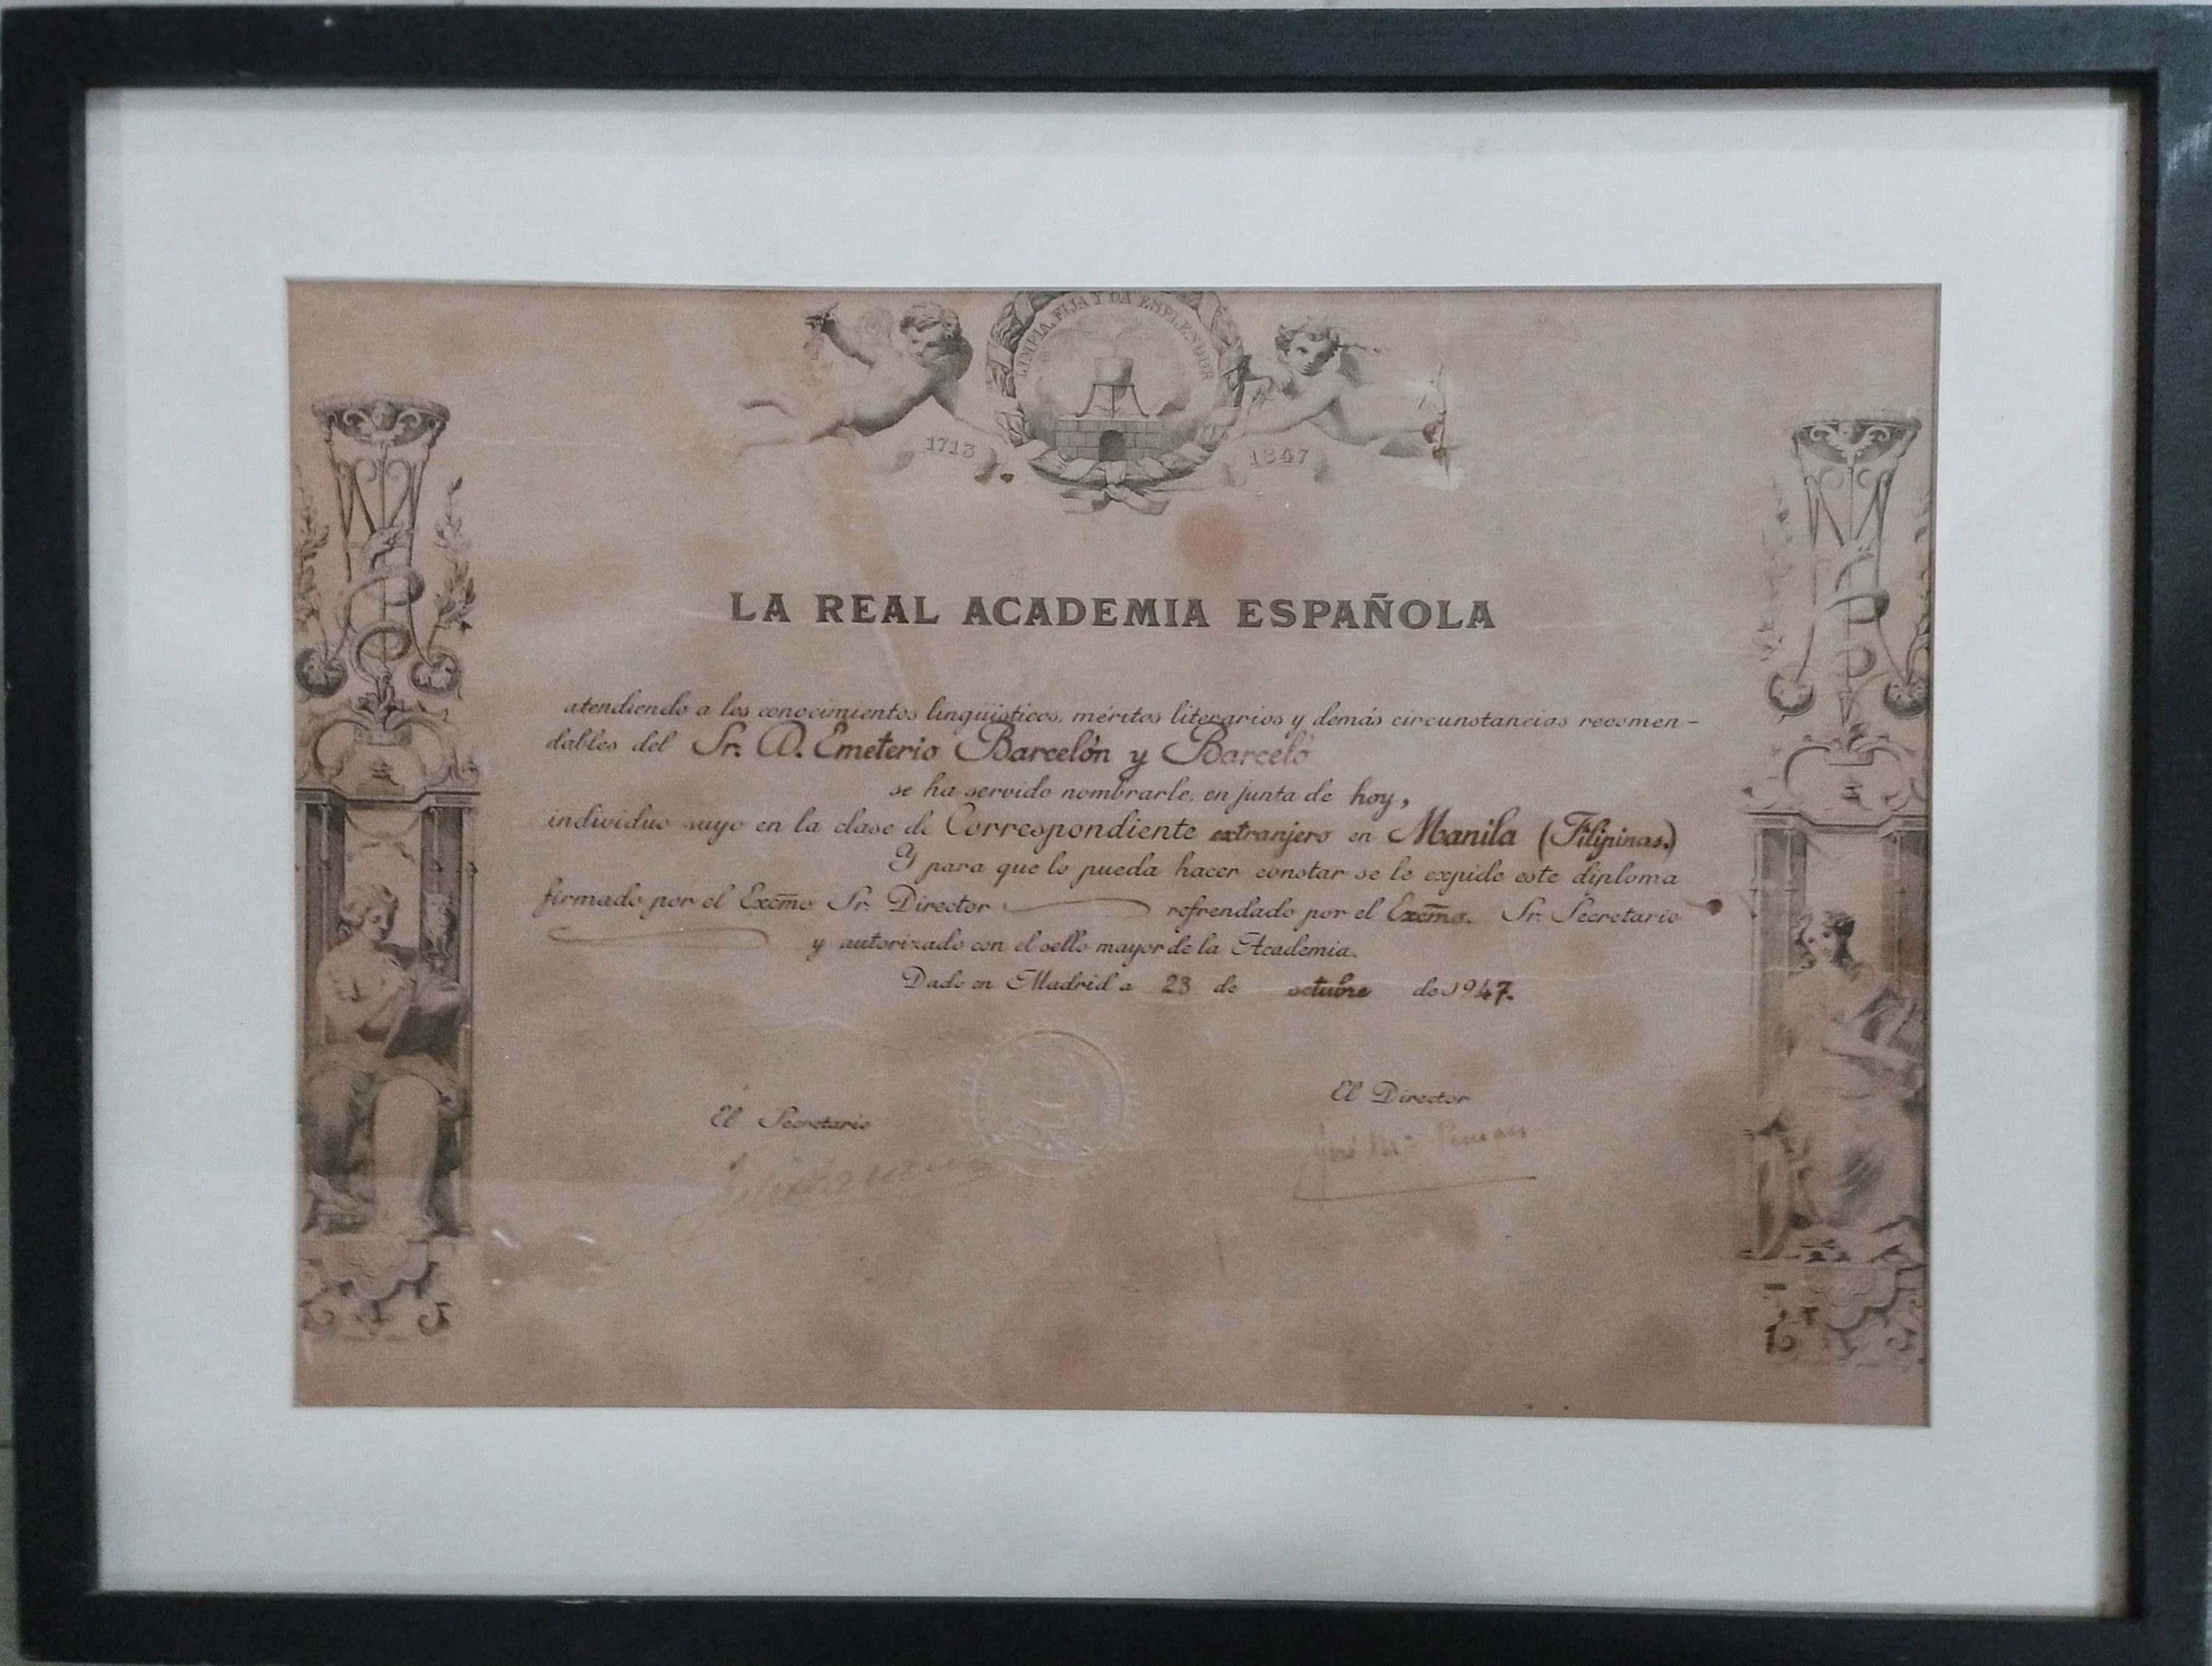 LIMPIA, FIJA Y DA ESPLENDOR
1713 1847
LA REAL ACADEMIA ESPAÑOLA
atendiendo a los conocimientos lingüísticos, méritos literarios y demás circunstancias recomen-
dables del Sr. D. Emeterio Barcelón y Barceló
se ha servido nombrarle, en junta de hoy,
individuo suyo en la clase de Correspondiente extranjero en Manila (Filipinas.)
Y para que lo pueda hacer constar se le expide este diploma
firmado por el Excmo. Sr. Director refrendado por el Excmo. Sr. Secretario
y autorizado con el sello mayor de la Academia.
Dado en Madrid a 23 de octubre de 1947.
El Secretario El Director
José Mª Pemán